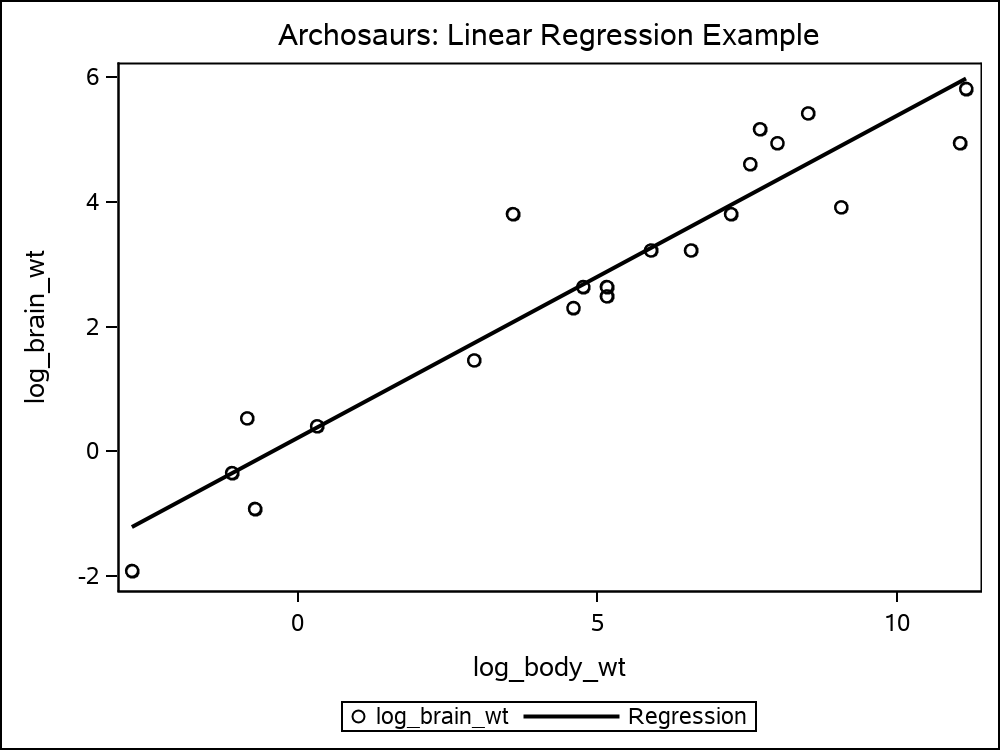 Archosaurs: Linear Regression Example
6
4
2
0
-2
log_brain_wt
0 5 10
log_body_wt
log_brain_wt Regression